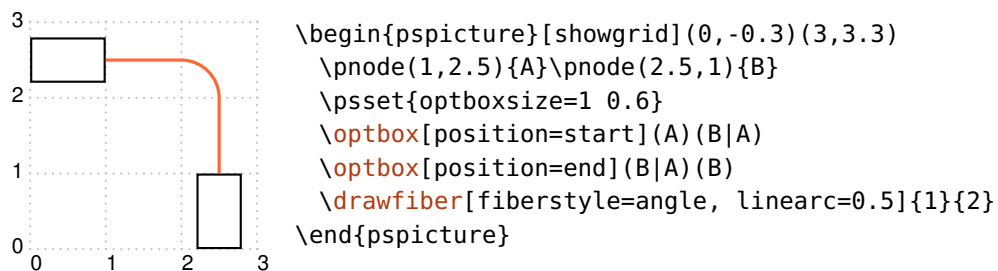 3
2
1
0
0 1 2 3
\begin{pspicture}[showgrid](0,-0.3)(3,3.3)
  \pnode(1,2.5){A}\pnode(2.5,1){B}
  \psset{optboxsize=1 0.6}
  \optbox[position=start](A)(B|A)
  \optbox[position=end](B|A)(B)
  \drawfiber[fiberstyle=angle, linearc=0.5]{1}{2}
\end{pspicture}